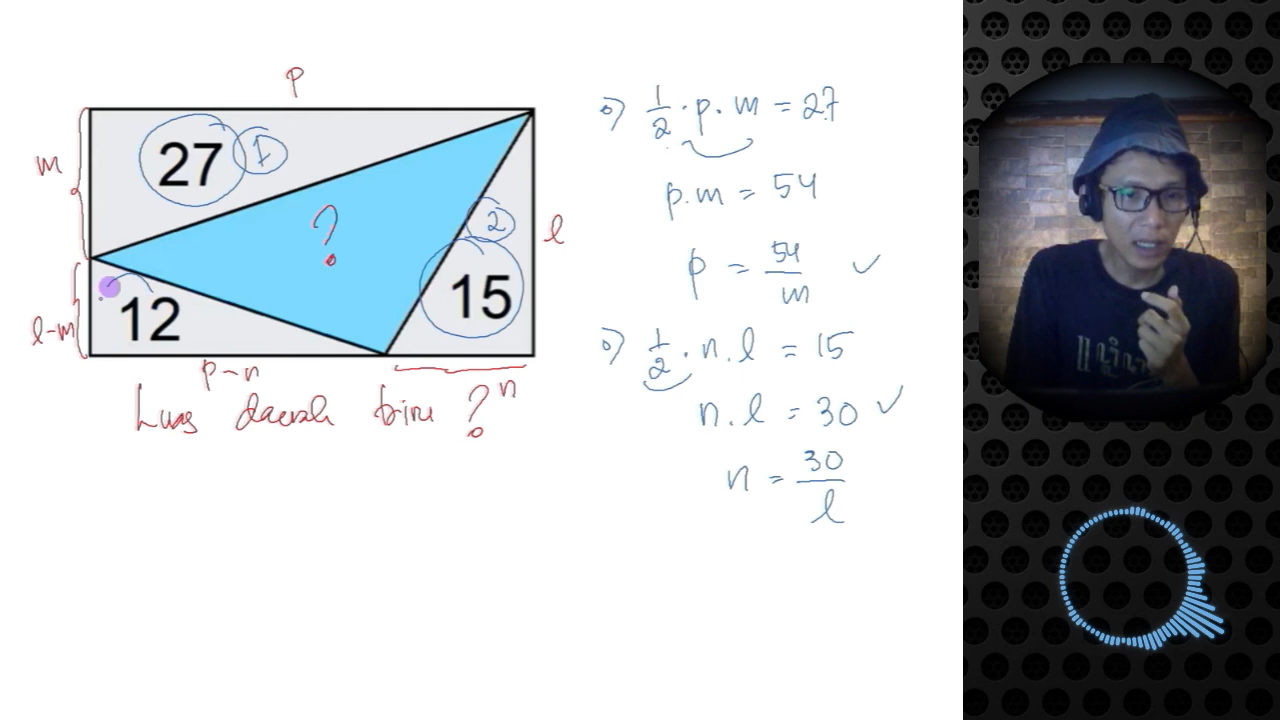 p
m
27 1
?
2
l
12
15
l-m
p-n
n
Luas daerah biru ?
1/2 · p · m = 27
p.m = 54
p = 54/m ✓
1/2 · n.l = 15
n.l = 30 ✓
n = 30/l